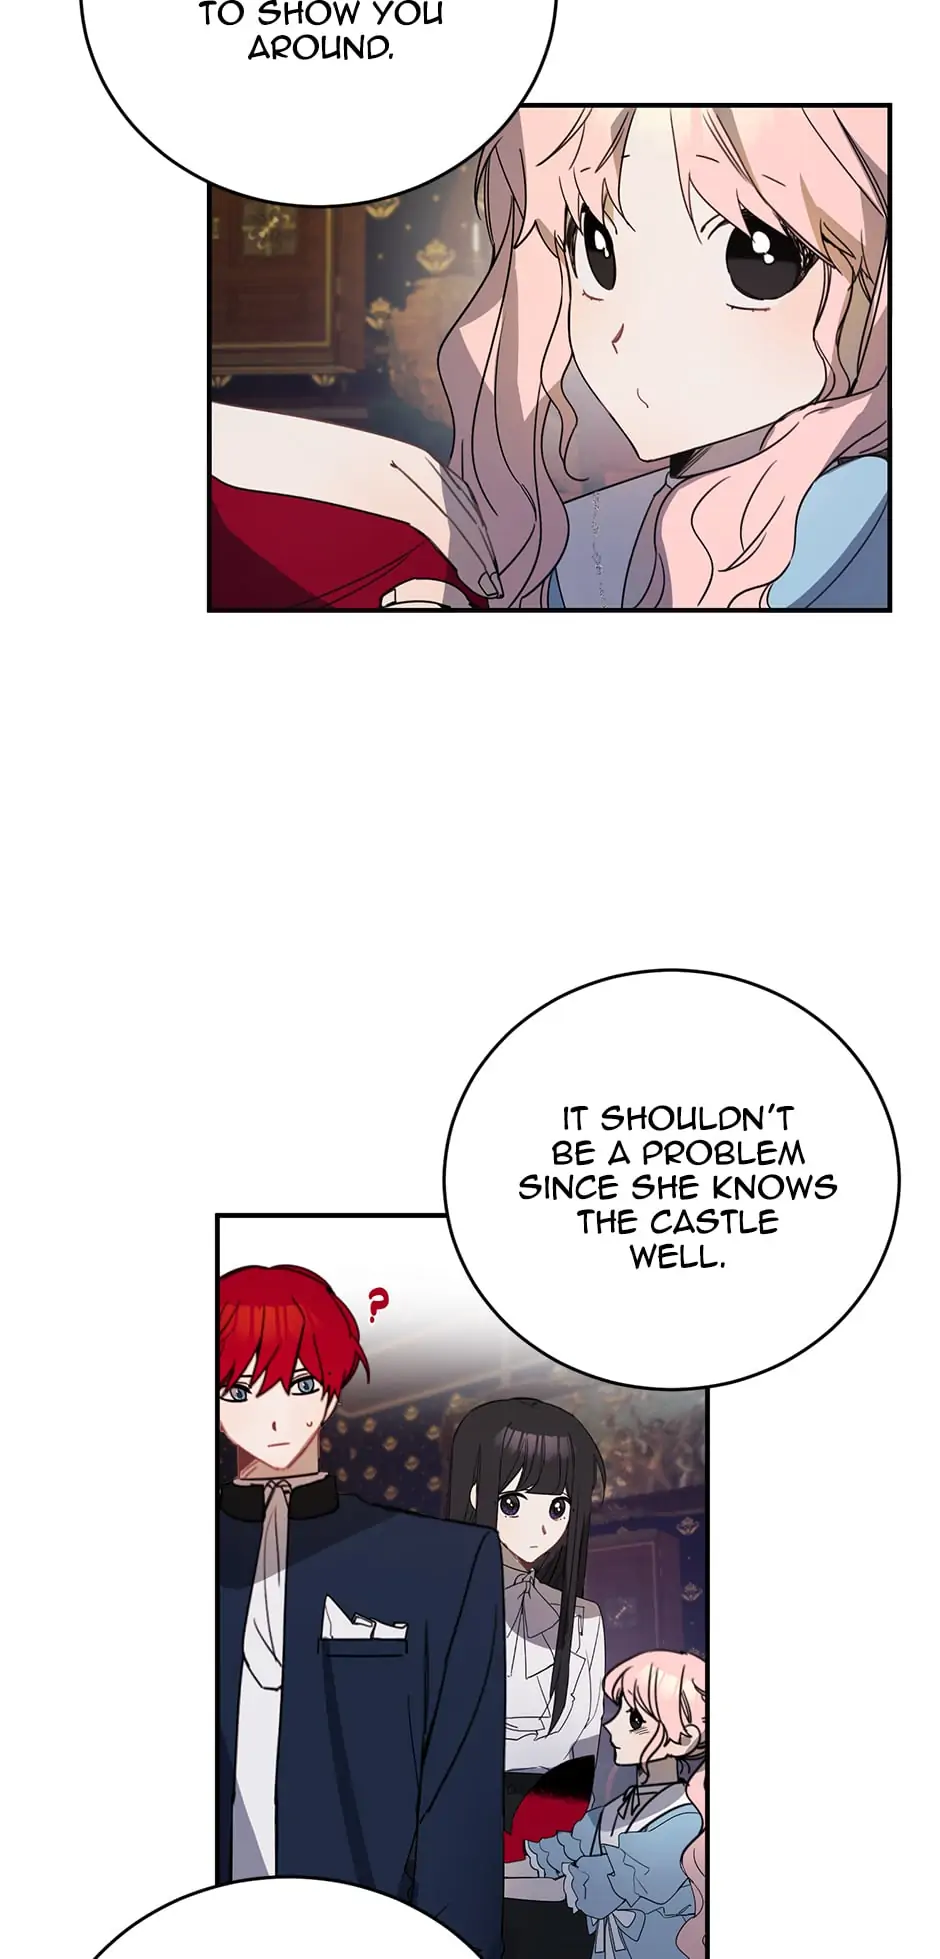 TO SHOW YOU
AROUND.
IT SHOULDN'T
BE A PROBLEM
SINCE SHE KNOWS
THE CASTLE
WELL.
?